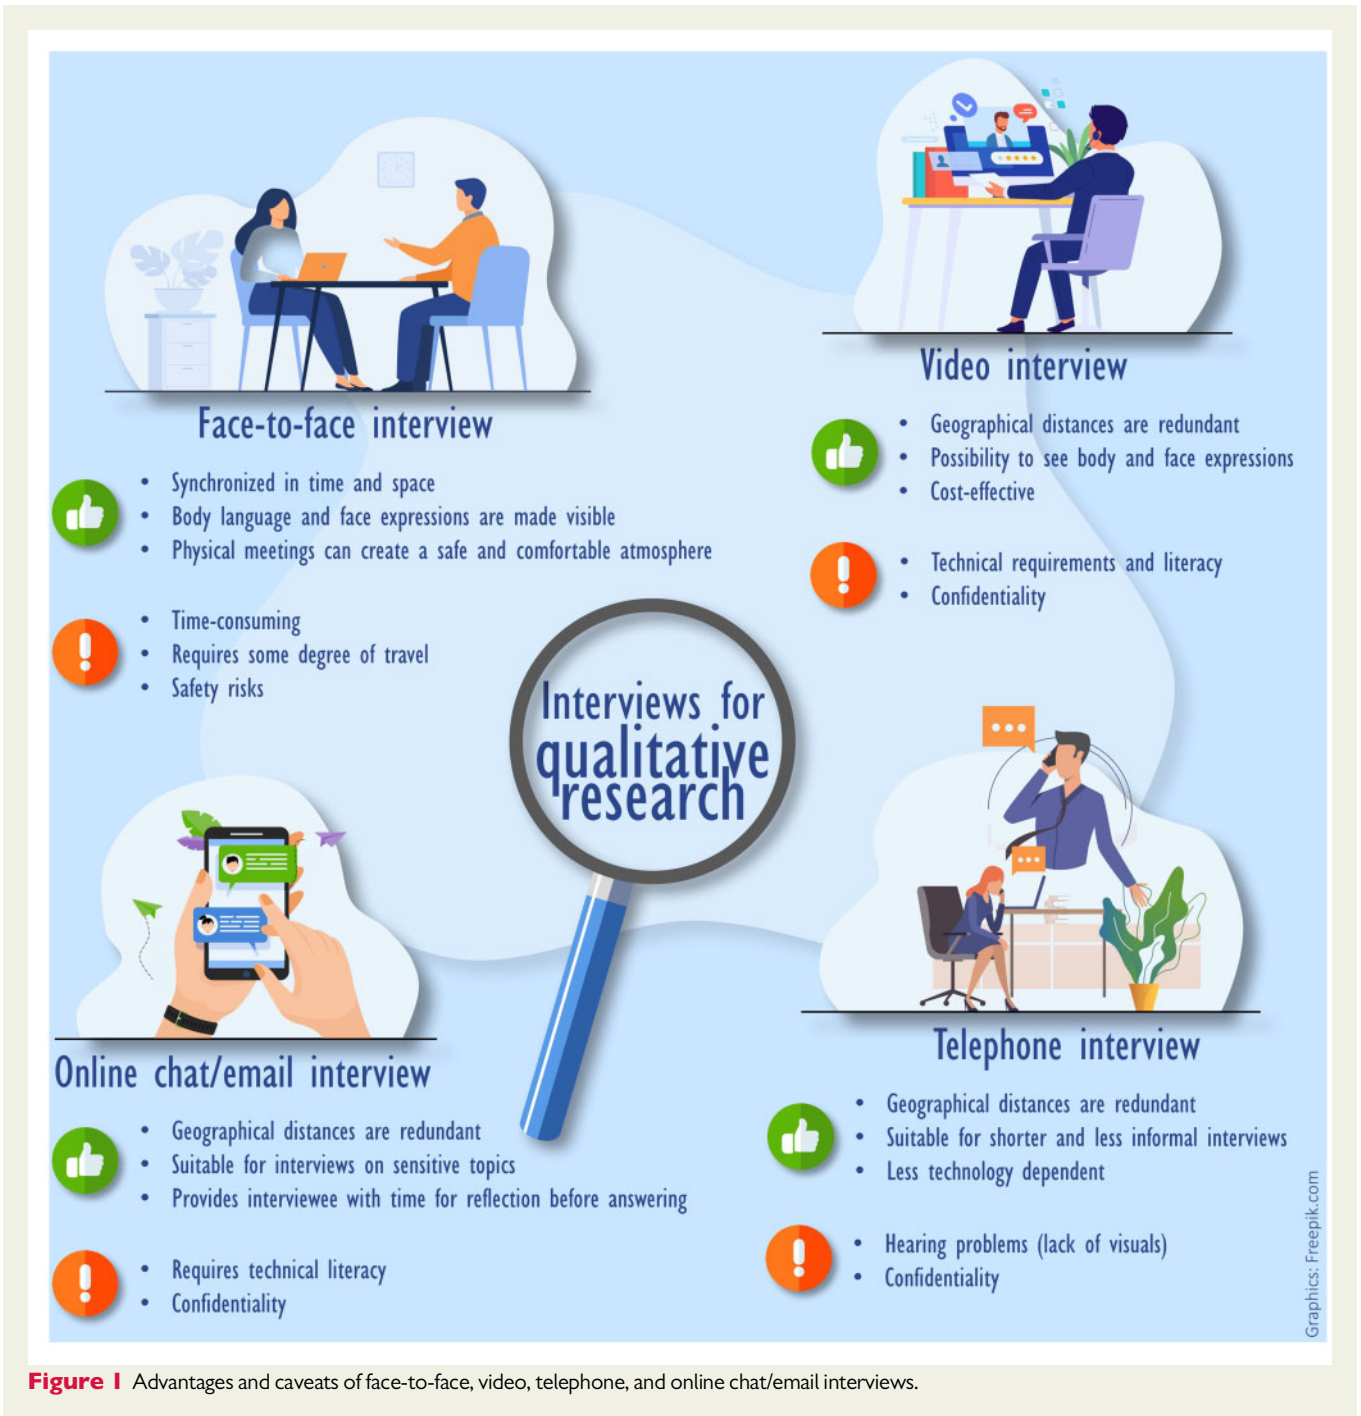 Face-to-face interview
• Synchronized in time and space
• Body language and face expressions are made visible
• Physical meetings can create a safe and comfortable atmosphere
• Time-consuming
• Requires some degree of travel
• Safety risks
Video interview
• Geographical distances are redundant
• Possibility to see body and face expressions
• Cost-effective
• Technical requirements and literacy
• Confidentiality
Interviews for
qualitative
research
Online chat/email interview
• Geographical distances are redundant
• Suitable for interviews on sensitive topics
• Provides interviewee with time for reflection before answering
• Requires technical literacy
• Confidentiality
Telephone interview
• Geographical distances are redundant
• Suitable for shorter and less informal interviews
• Less technology dependent
• Hearing problems (lack of visuals)
• Confidentiality
Graphics: Freepik.com
Figure 1 Advantages and caveats of face-to-face, video, telephone, and online chat/email interviews.